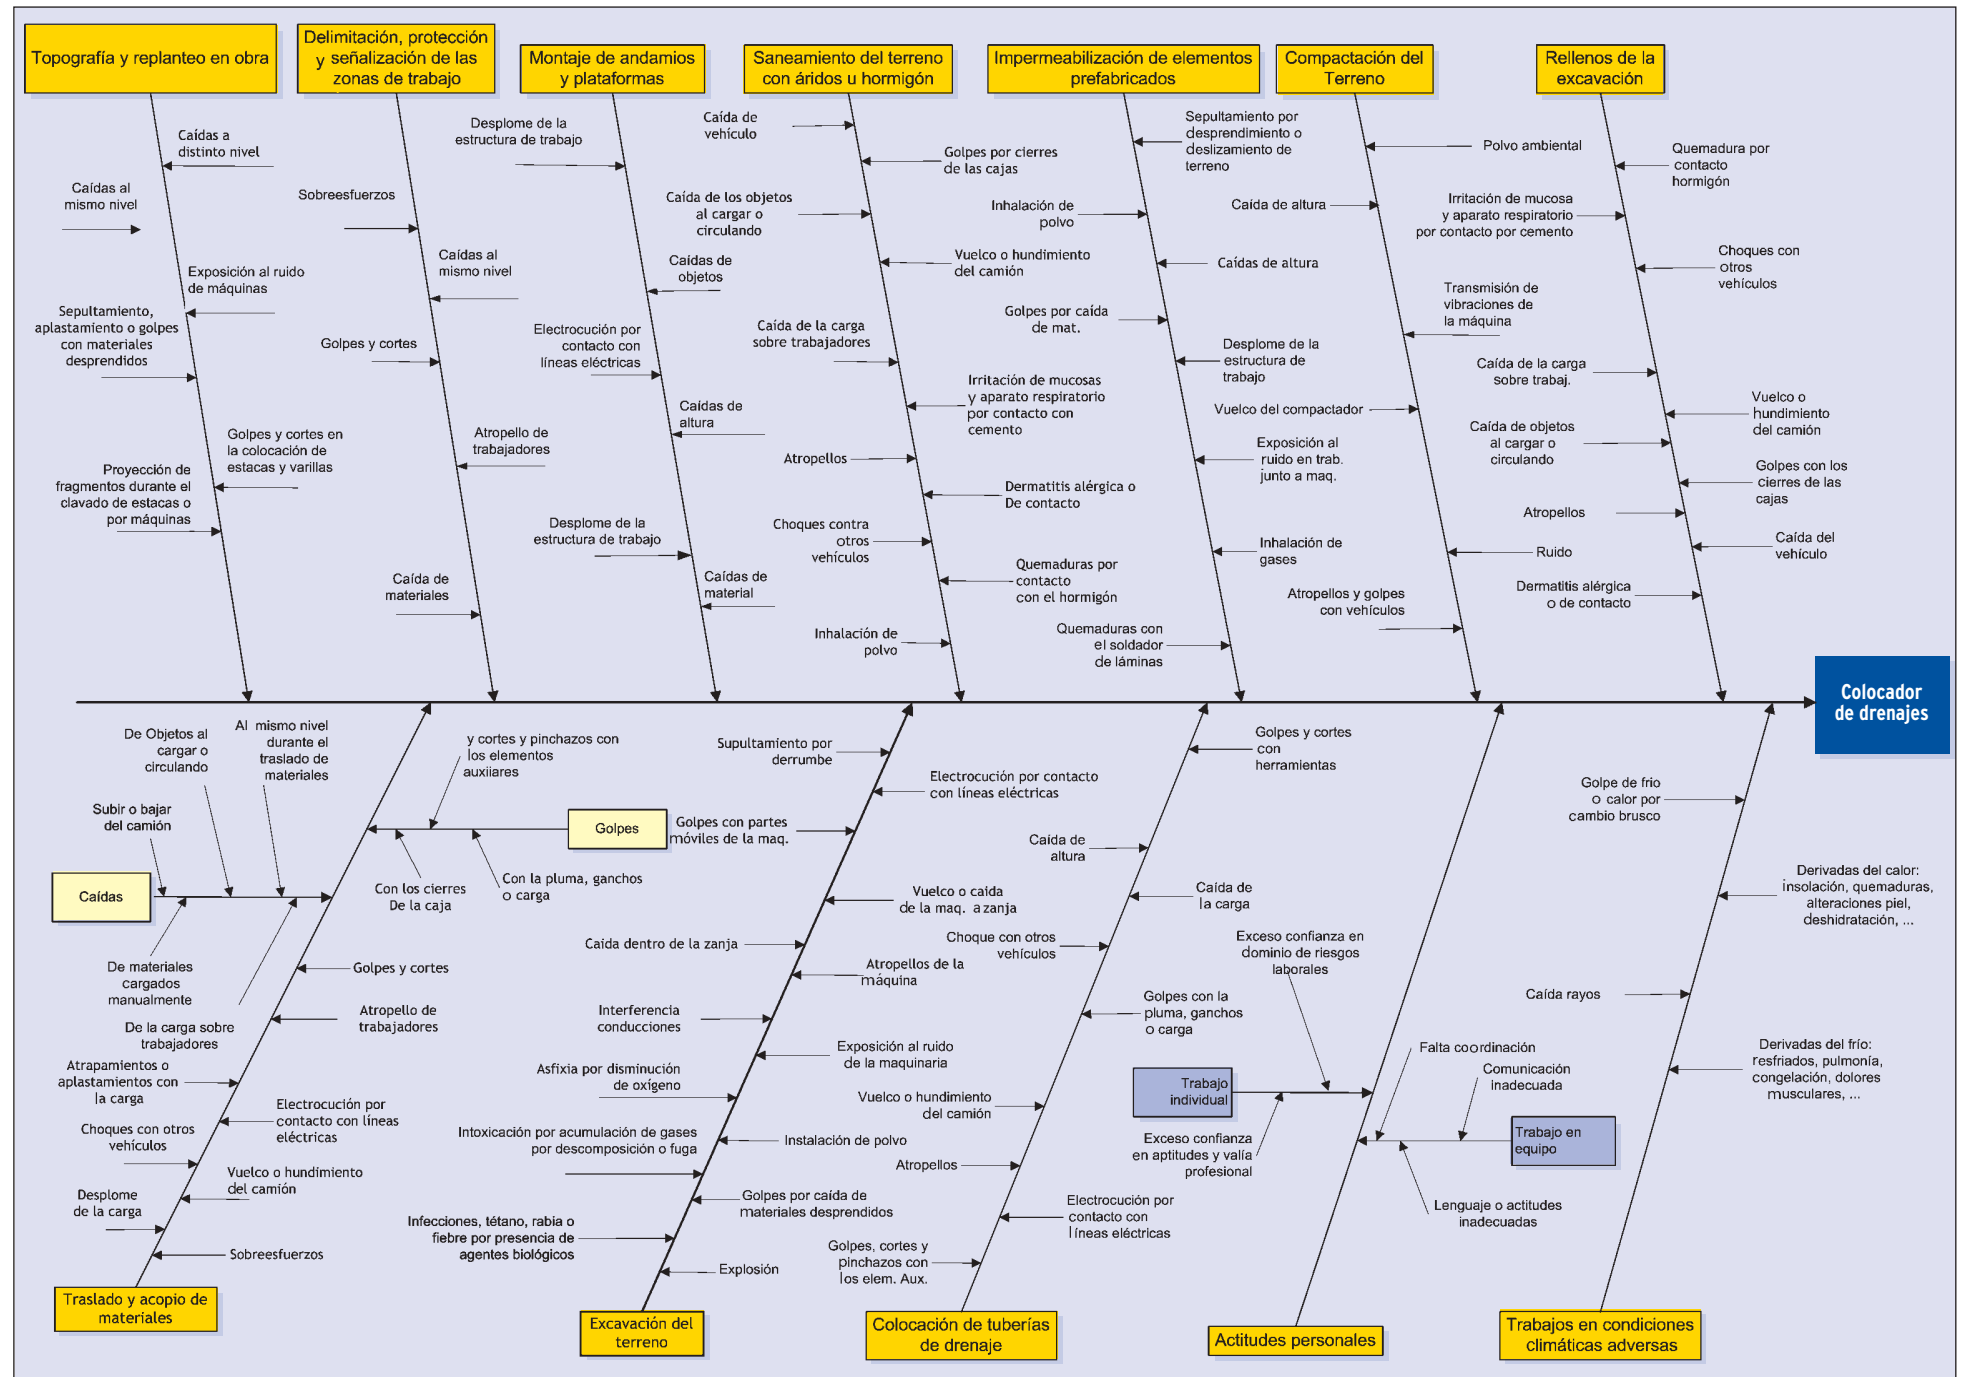 Topografía y replanteo en obra
Delimitación, protección
y señalización de las
zonas de trabajo
Montaje de andamios
y plataformas
Saneamiento del terreno
con áridos u hormigón
Impermeabilización de elementos
prefabricados
Compactación del
Terreno
Rellenos de la
excavación
Caídas a
distinto nivel
Caídas al
mismo nivel
Exposición al ruido
de máquinas
Sepultamiento,
aplastamiento o golpes
con materiales
desprendidos
Golpes y cortes en
la colocación de
estacas y varillas
Proyección de
fragmentos durante el
clavado de estacas o
por máquinas
Sobreesfuerzos
Caídas al
mismo nivel
Golpes y cortes
Atropello de
trabajadores
Caída de
materiales
Desplome de la
estructura de trabajo
Caídas de
objetos
Electrocución por
contacto con
líneas eléctricas
Caídas de
altura
Desplome de la
estructura de trabajo
Caídas de
material
Caída de
vehículo
Golpes por cierres
de las cajas
Caída de los objetos
al cargar o
circulando
Vuelco o hundimiento
del camión
Caída de la carga
sobre trabajadores
Irritación de mucosas
y aparato respiratorio
por contacto con
cemento
Atropellos
Dermatitis alérgica o
De contacto
Choques contra
otros
vehículos
Quemaduras por
contacto
con el hormigón
Inhalación de
polvo
Sepultamiento por
desprendimiento o
deslizamiento de
terreno
Inhalación de
polvo
Caídas de altura
Golpes por caída
de mat.
Desplome de la
estructura de
trabajo
Exposición al
ruido en trab.
junto a maq.
Inhalación de
gases
Quemaduras con
el soldador
de láminas
Polvo ambiental
Caída de altura
Transmisión de
vibraciones de
la máquina
Vuelco del compactador
Ruido
Atropellos y golpes
con vehículos
Quemadura por
contacto
hormigón
Irritación de mucosa
y aparato respiratorio
por contacto por cemento
Choques con
otros
vehículos
Caída de la carga
sobre trabaj.
Vuelco o
hundimiento
del camión
Caída de objetos
al cargar o
circulando
Golpes con los
cierres de las
cajas
Atropellos
Caída del
vehículo
Dermatitis alérgica
o de contacto
Colocador
de drenajes
De Objetos al
cargar o
circulando
Al mismo nivel
durante el
traslado de
materiales
Subir o bajar
del camión
Caídas
De materiales
cargados
manualmente
De la carga sobre
trabajadores
y cortes y pinchazos con
los elementos
auxiiares
Golpes
Con los cierres
De la caja
Con la pluma, ganchos
o carga
Golpes y cortes
Atropello de
trabajadores
Atrapamientos o
aplastamientos con
la carga
Electrocución por
contacto con líneas
eléctricas
Choques con otros
vehículos
Vuelco o hundimiento
del camión
Desplome
de la carga
Sobreesfuerzos
Traslado y acopio de
materiales
Supultamiento por
derrumbe
Electrocución por contacto
con líneas eléctricas
Golpes con partes
móviles de la maq.
Vuelco o caida
de la maq. a zanja
Caída dentro de la zanja
Atropellos de la
máquina
Interferencia
conducciones
Exposición al ruido
de la maquinaria
Asfixia por disminución
de oxígeno
Instalación de polvo
Intoxicación por acumulación de gases
por descomposición o fuga
Golpes por caída de
materiales desprendidos
Infecciones, tétano, rabia o
fiebre por presencia de
agentes biológicos
Explosión
Excavación del
terreno
Golpes y cortes
con
herramientas
Caída de
altura
Caída de
la carga
Choque con otros
vehículos
Golpes con la
pluma, ganchos
o carga
Vuelco o hundimiento
del camión
Atropellos
Electrocución por
contacto con
líneas eléctricas
Golpes, cortes y
pinchazos con
los elem. Aux.
Colocación de tuberías
de drenaje
Exceso confianza en
dominio de riesgos
laborales
Trabajo
individual
Exceso confianza
en aptitudes y valía
profesional
Falta coordinación
Comunicación
inadecuada
Trabajo en
equipo
Lenguaje o actitudes
inadecuadas
Actitudes personales
Golpe de frio
o calor por
cambio brusco
Derivadas del calor:
insolación, quemaduras,
alteraciones piel,
deshidratación, ...
Caída rayos
Derivadas del frío:
resfriados, pulmonía,
congelación, dolores
musculares, ...
Trabajos en condiciones
climáticas adversas